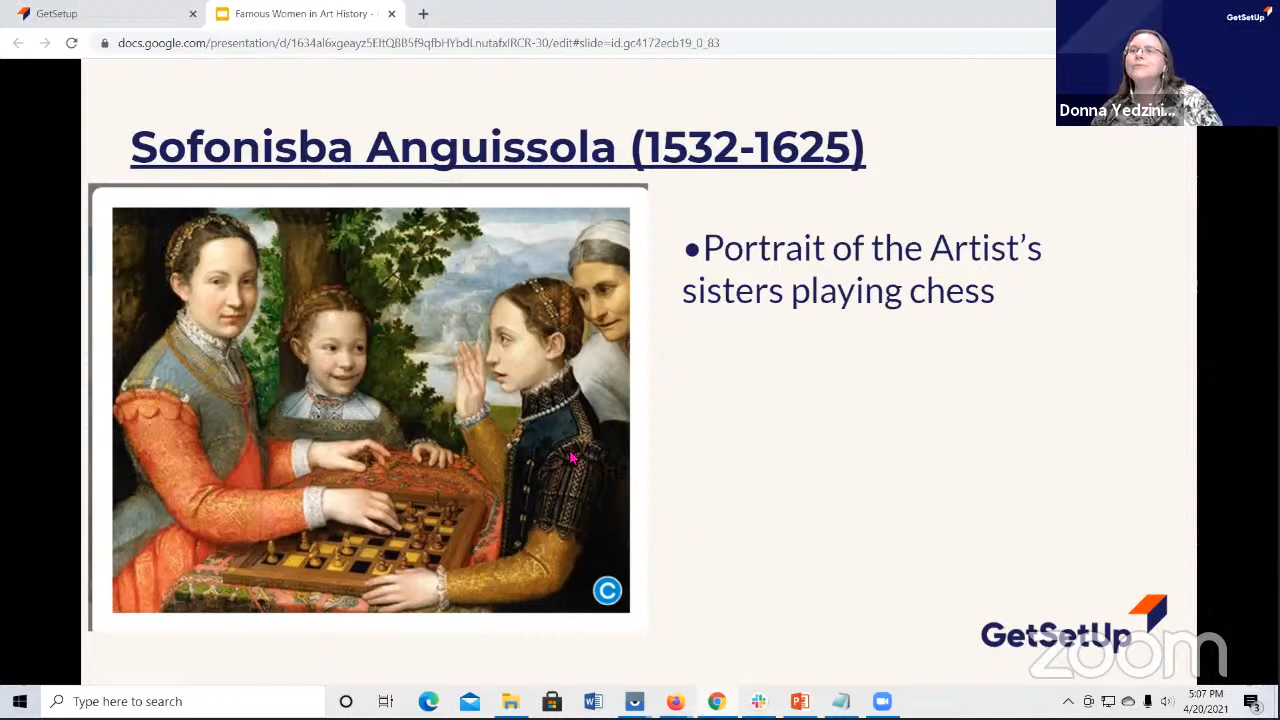 GetSetUp
Famous Women in Art History -
GetSetUp
docs.google.com/presentation/d/1634al6xgeayz5EItQBB5f9qfbHYbdLnutafxlRCR-30/edit#slide=id.gc4172ecb19_0_83
Donna Yedzini...
Sofonisba Anguissola (1532-1625)
•Portrait of the Artist’s
sisters playing chess
C
GetSetUp
zoom
Type here to search
5:07 PM
4/20/2021
3